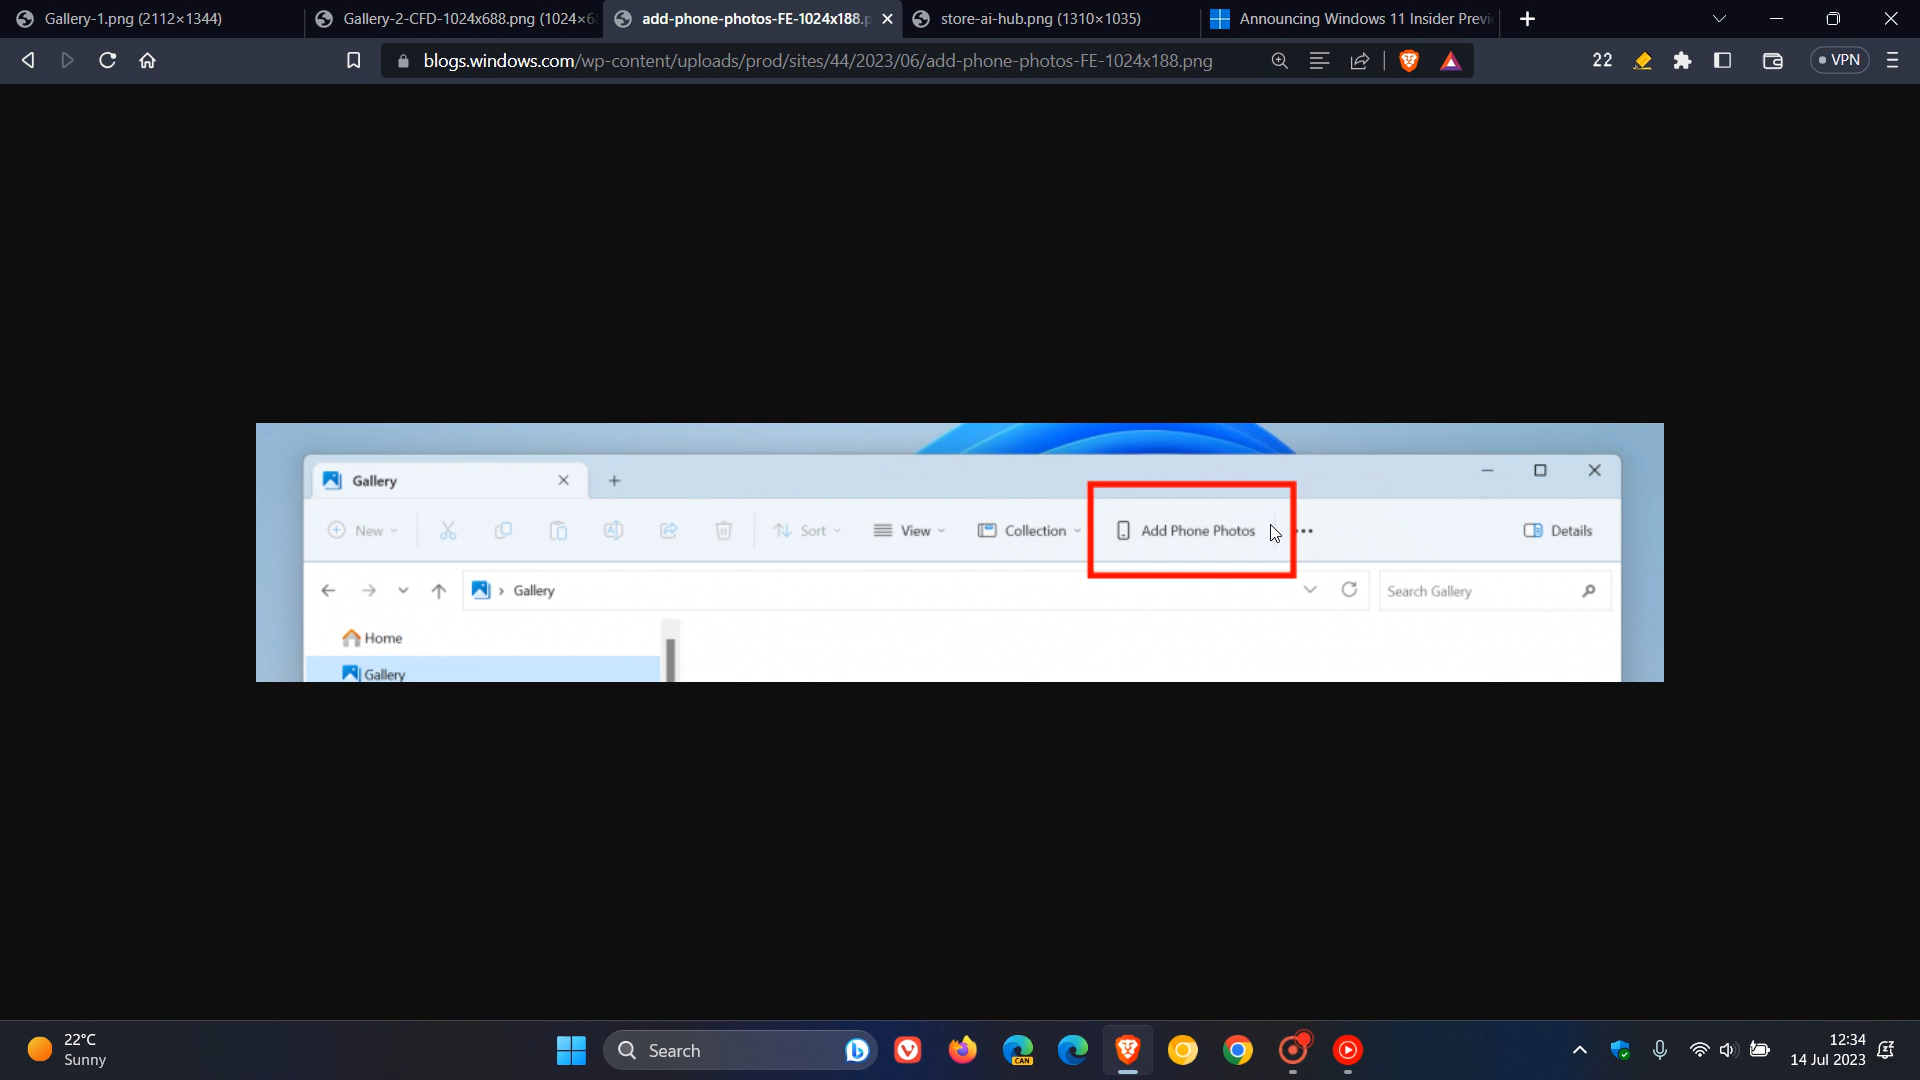 Gallery-1.png (2112×1344)
Gallery-2-CFD-1024x688.png (1024×6
add-phone-photos-FE-1024x188.p
store-ai-hub.png (1310×1035)
Announcing Windows 11 Insider Previ
blogs.windows.com/wp-content/uploads/prod/sites/44/2023/06/add-phone-photos-FE-1024x188.png
22
VPN
Gallery
New
Sort
View
Collection
Add Phone Photos
Details
Gallery
Search Gallery
Home
Gallery
22°C
Sunny
Search
CAN
12:34
14 Jul 2023